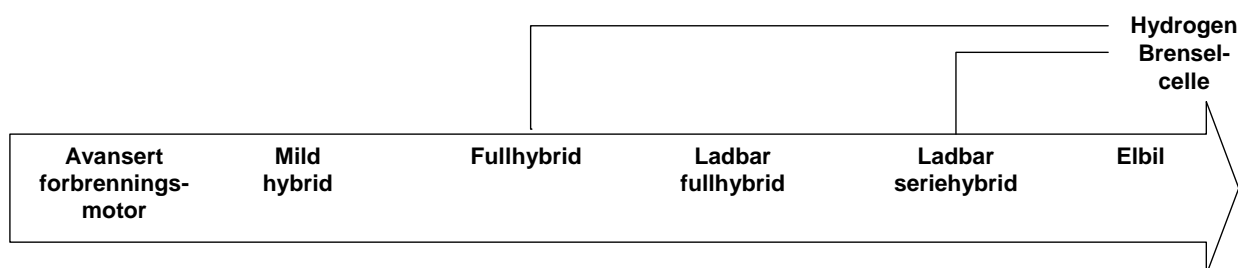 Hydrogen
Brensel-
celle
Avansert
forbrennings-
motor
Mild
hybrid
Fullhybrid
Ladbar
fullhybrid
Ladbar
seriehybrid
Elbil